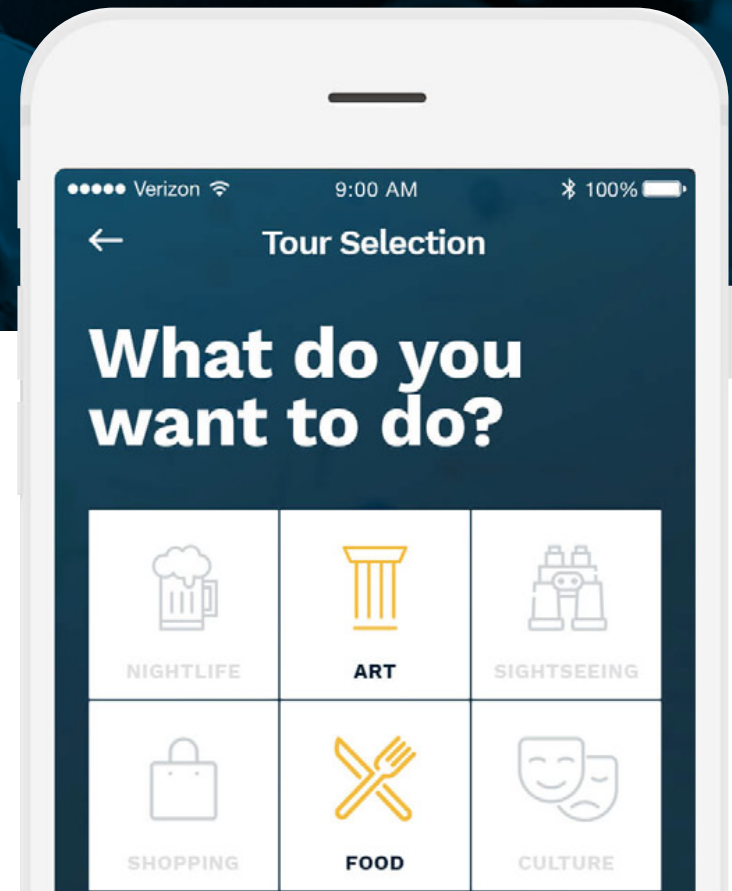 Verizon 9:00 AM 100%
Tour Selection
What do you
want to do?
NIGHTLIFE ART SIGHTSEEING
SHOPPING FOOD CULTURE